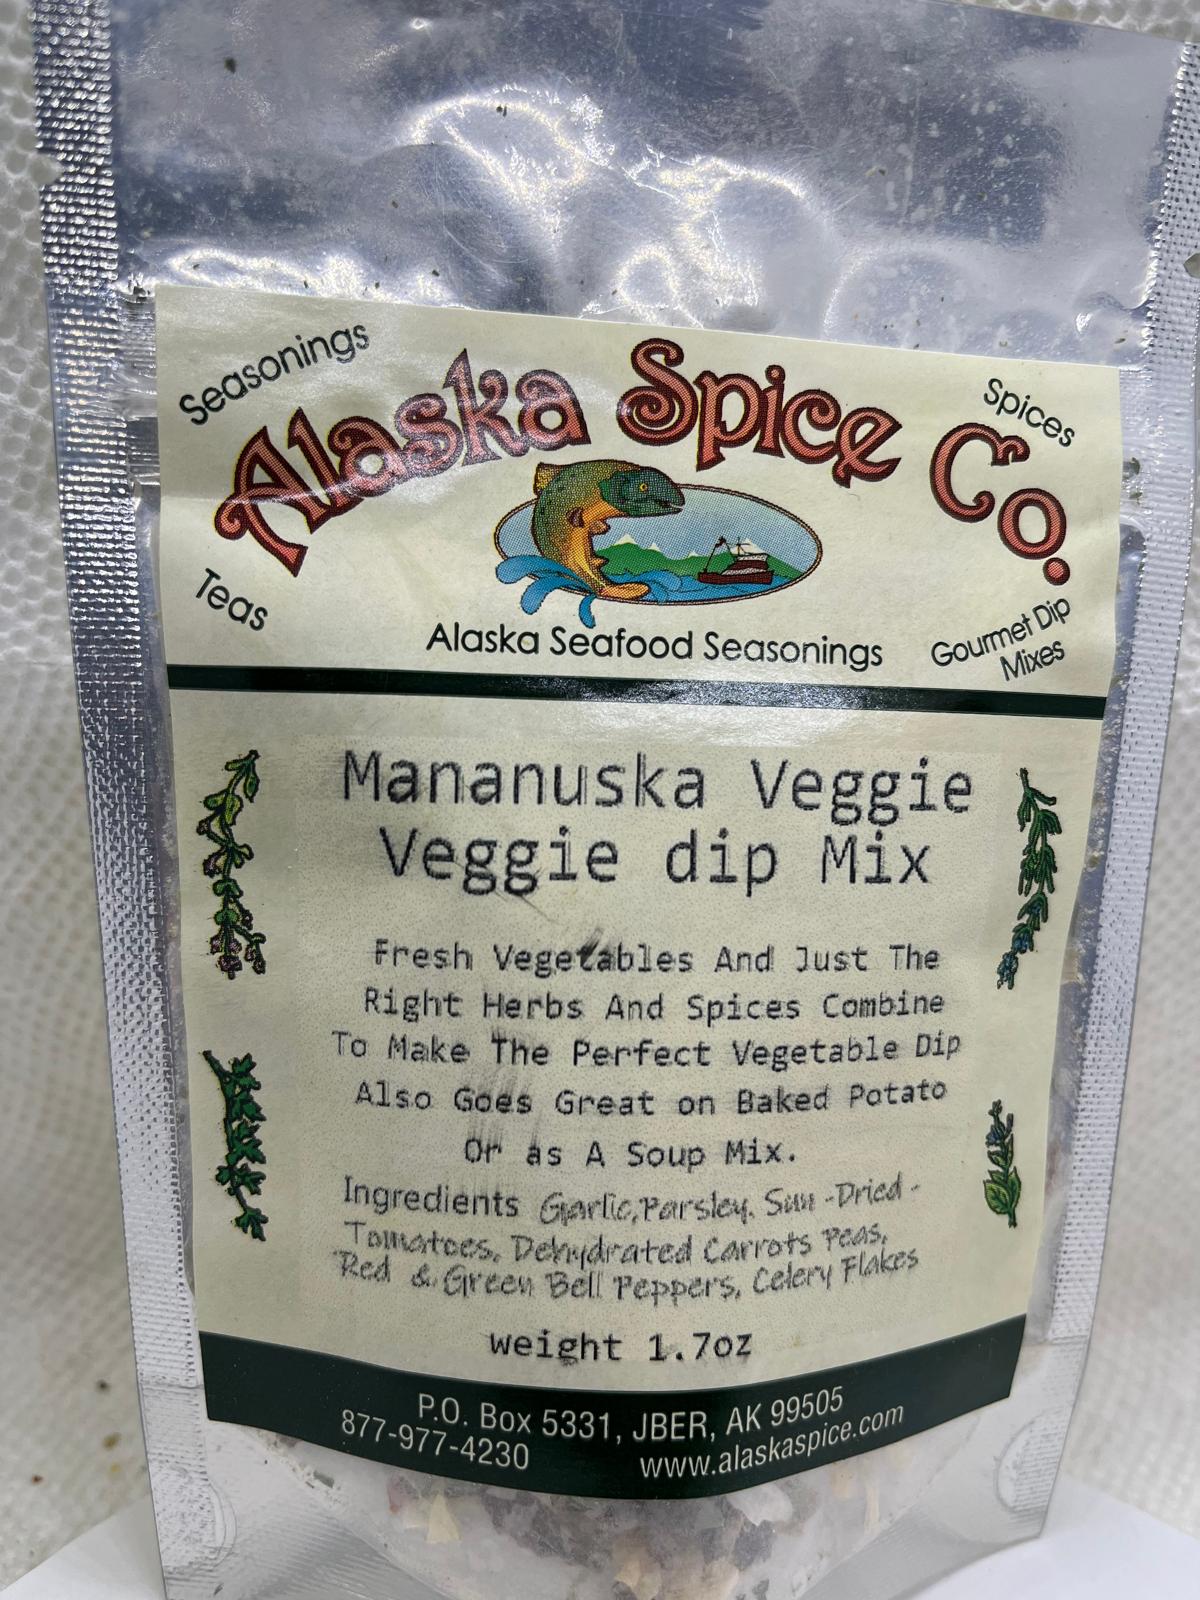 Seasonings
Spices
Alaska Spice Co.
Teas
Gourmet Dip
Mixes
Alaska Seafood Seasonings
Mananuska Veggie
Veggie dip Mix
Fresh Vegetables And Just The
Right Herbs And Spices Combine
To Make The Perfect Vegetable Dip
Also Goes Great on Baked Potato
Or as A Soup Mix.
Ingredients Garlic,Parsley, Sun -Dried -
Tomatoes, Dehydrated Carrots Peas,
Red & Green Bell Peppers, Celery Flakes
weight 1.7oz
P.O. Box 5331, JBER, AK 99505
877-977-4230
www.alaskaspice.com